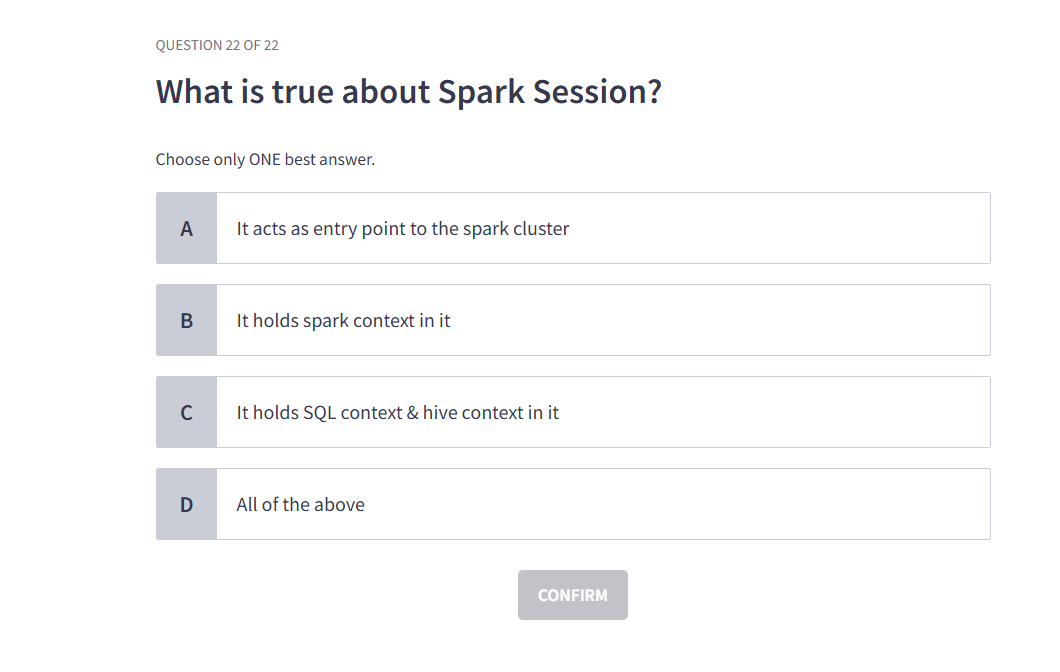 QUESTION 22 OF 22
What is true about Spark Session?
Choose only ONE best answer.
A It acts as entry point to the spark cluster
B It holds spark context in it
C It holds SQL context & hive context in it
D All of the above
CONFIRM